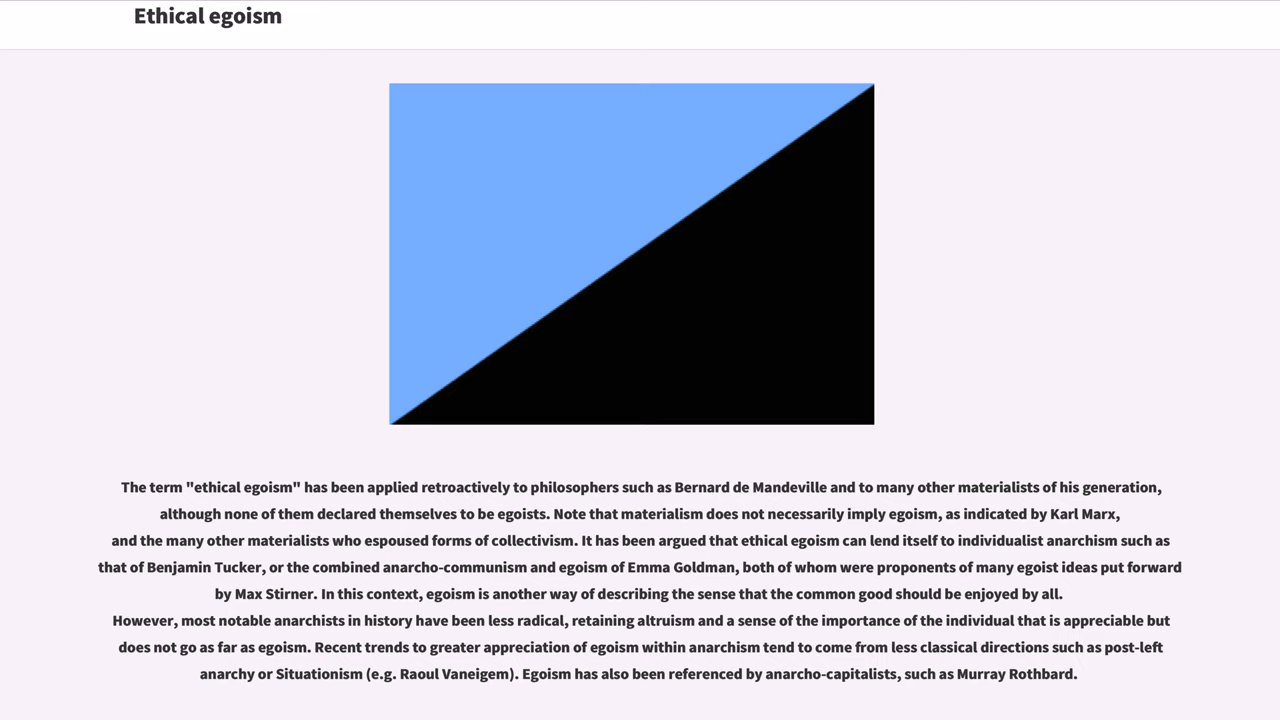 Ethical egoism
The term "ethical egoism" has been applied retroactively to philosophers such as Bernard de Mandeville and to many other materialists of his generation,
although none of them declared themselves to be egoists. Note that materialism does not necessarily imply egoism, as indicated by Karl Marx,
and the many other materialists who espoused forms of collectivism. It has been argued that ethical egoism can lend itself to individualist anarchism such as
that of Benjamin Tucker, or the combined anarcho-communism and egoism of Emma Goldman, both of whom were proponents of many egoist ideas put forward
by Max Stirner. In this context, egoism is another way of describing the sense that the common good should be enjoyed by all.
However, most notable anarchists in history have been less radical, retaining altruism and a sense of the importance of the individual that is appreciable but
does not go as far as egoism. Recent trends to greater appreciation of egoism within anarchism tend to come from less classical directions such as post-left
anarchy or Situationism (e.g. Raoul Vaneigem). Egoism has also been referenced by anarcho-capitalists, such as Murray Rothbard.